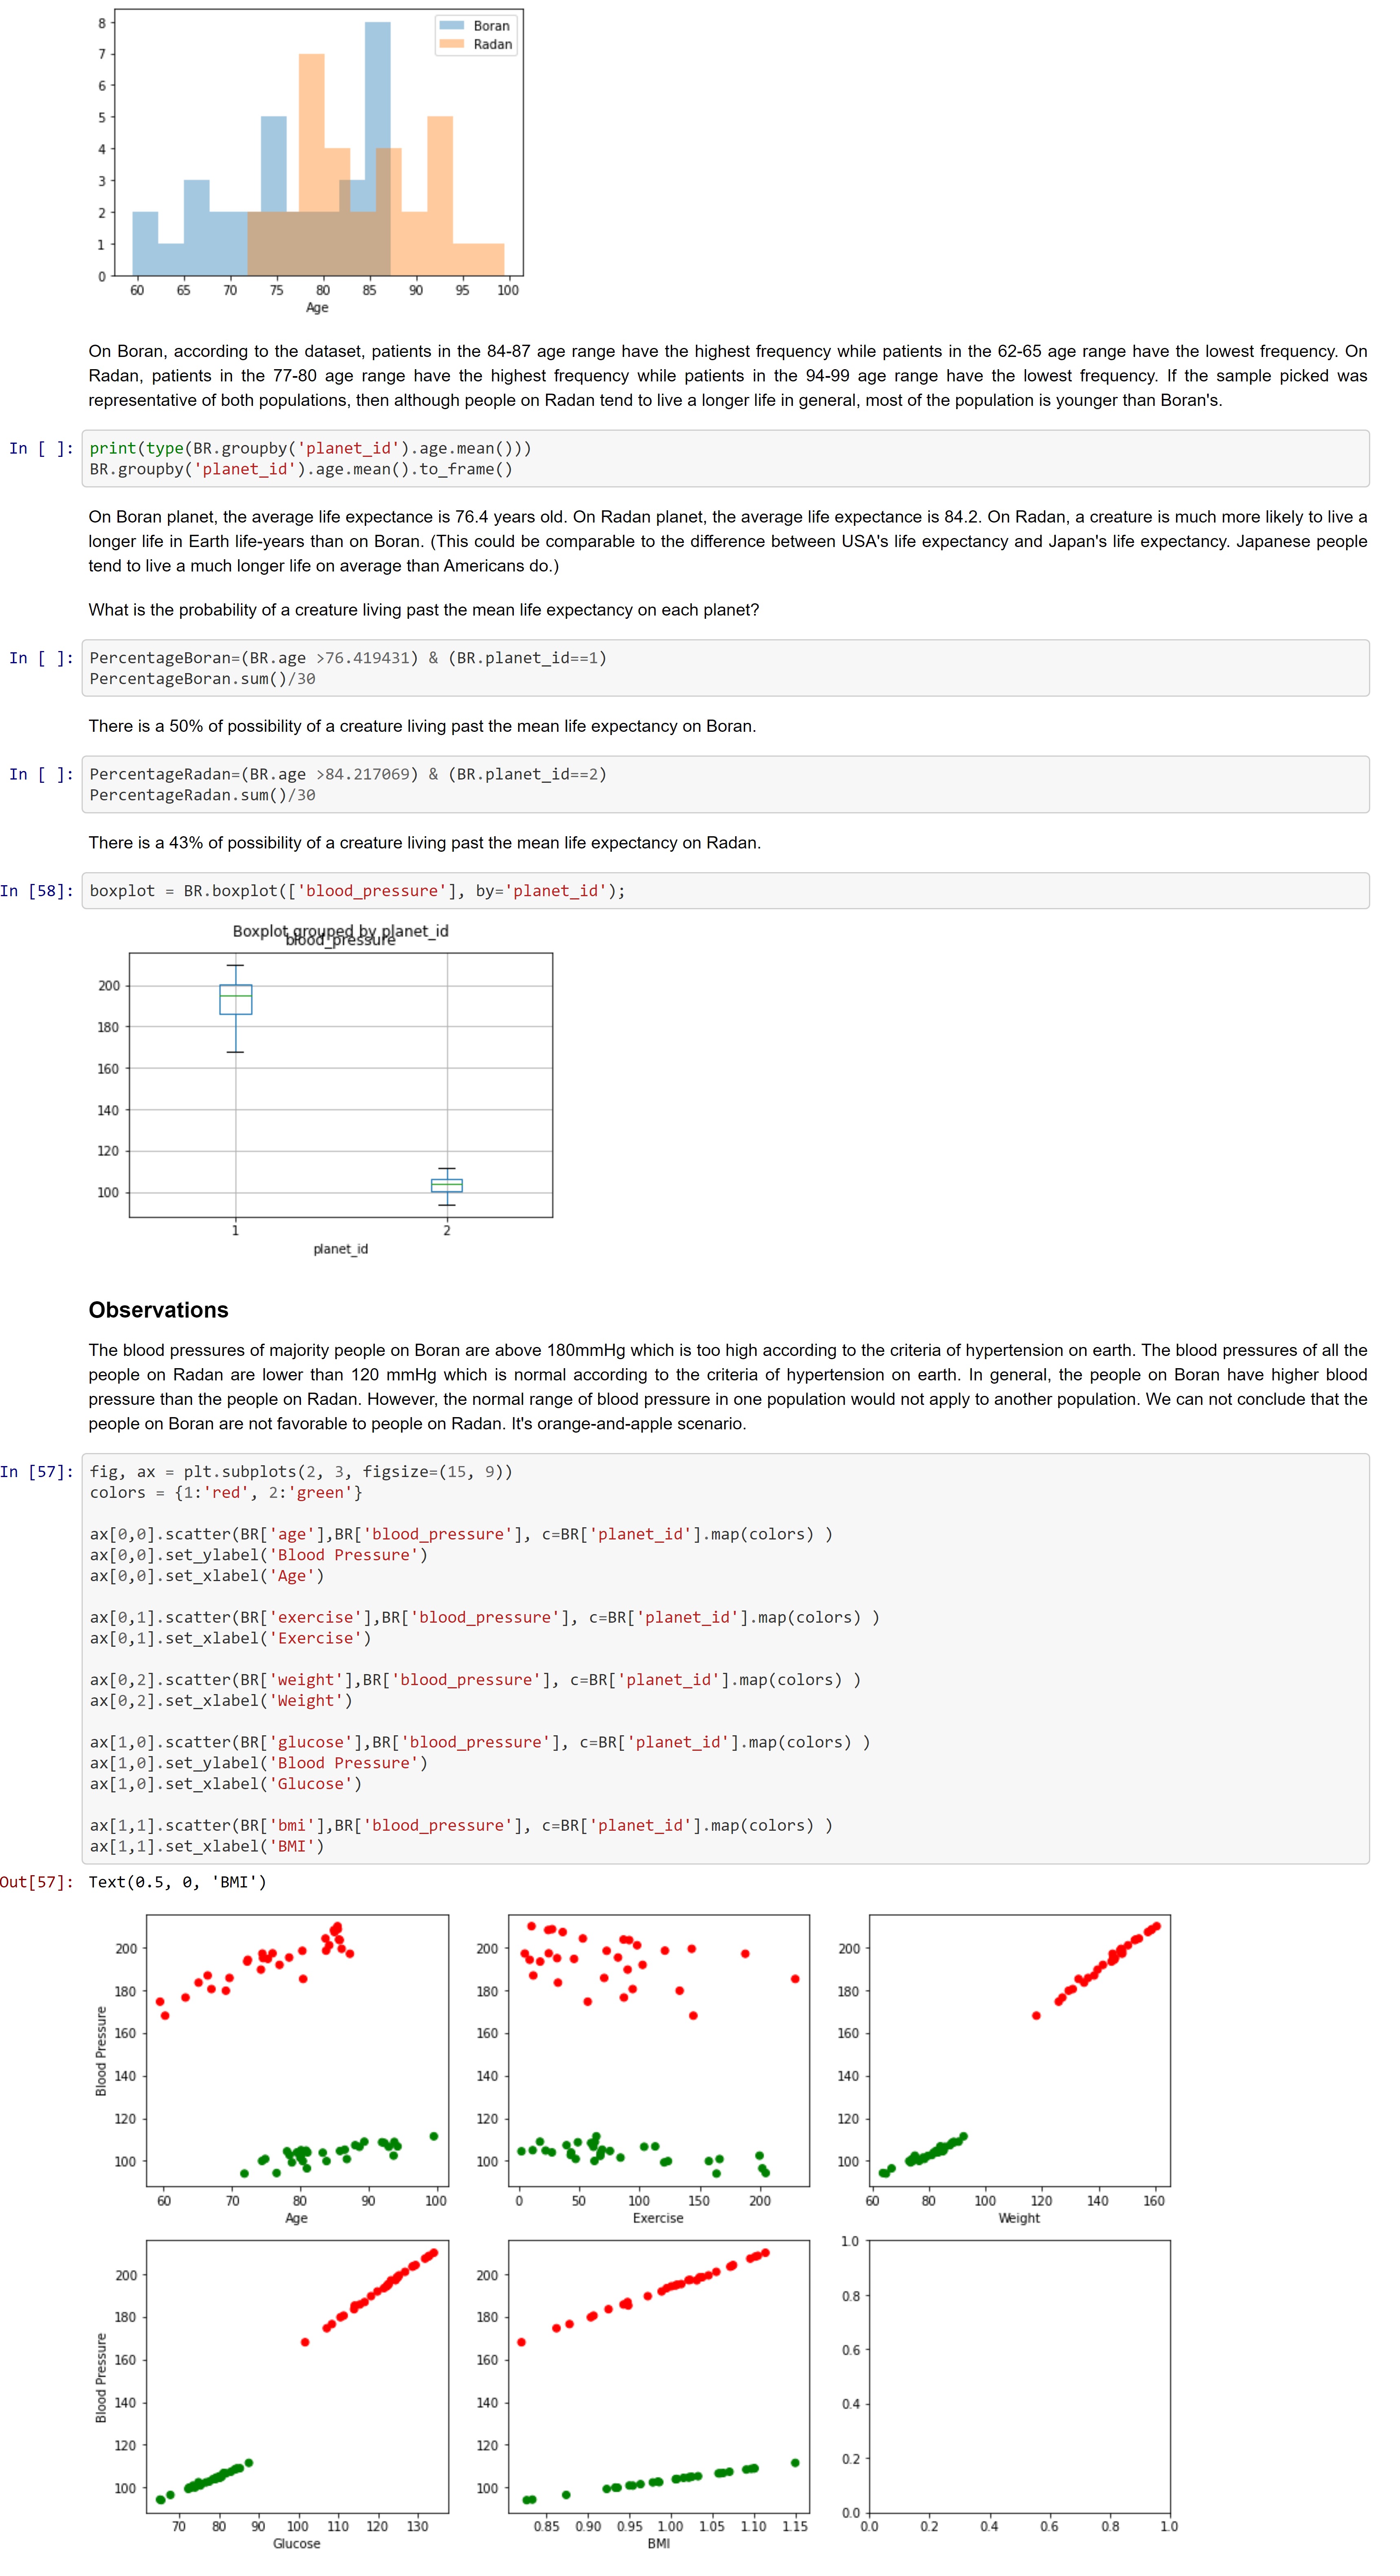 8
7
6
5
4
3
2
1
0
Boran
Radan
60 65 70 75 80 85 90 95 100
Age
On Boran, according to the dataset, patients in the 84-87 age range have the highest frequency while patients in the 62-65 age range have the lowest frequency. On
Radan, patients in the 77-80 age range have the highest frequency while patients in the 94-99 age range have the lowest frequency. If the sample picked was
representative of both populations, then although people on Radan tend to live a longer life in general, most of the population is younger than Boran's.
In [ ]: print(type(BR.groupby('planet_id').age.mean()))
BR.groupby('planet_id').age.mean().to_frame()
On Boran planet, the average life expectance is 76.4 years old. On Radan planet, the average life expectance is 84.2. On Radan, a creature is much more likely to live a
longer life in Earth life-years than on Boran. (This could be comparable to the difference between USA's life expectancy and Japan's life expectancy. Japanese people
tend to live a much longer life on average than Americans do.)
What is the probability of a creature living past the mean life expectancy on each planet?
In [ ]: PercentageBoran=(BR.age >76.419431) & (BR.planet_id==1)
PercentageBoran.sum()/30
There is a 50% of possibility of a creature living past the mean life expectancy on Boran.
In [ ]: PercentageRadan=(BR.age >84.217069) & (BR.planet_id==2)
PercentageRadan.sum()/30
There is a 43% of possibility of a creature living past the mean life expectancy on Radan.
In [58]: boxplot = BR.boxplot(['blood_pressure'], by='planet_id');
Boxplot grouped by planet_id
blood_pressure
200
180
160
140
120
100
1 2
planet_id
Observations
The blood pressures of majority people on Boran are above 180mmHg which is too high according to the criteria of hypertension on earth. The blood pressures of all the
people on Radan are lower than 120 mmHg which is normal according to the criteria of hypertension on earth. In general, the people on Boran have higher blood
pressure than the people on Radan. However, the normal range of blood pressure in one population would not apply to another population. We can not conclude that the
people on Boran are not favorable to people on Radan. It's orange-and-apple scenario.
In [57]: fig, ax = plt.subplots(2, 3, figsize=(15, 9))
colors = {1:'red', 2:'green'}
ax[0,0].scatter(BR['age'],BR['blood_pressure'], c=BR['planet_id'].map(colors) )
ax[0,0].set_ylabel('Blood Pressure')
ax[0,0].set_xlabel('Age')
ax[0,1].scatter(BR['exercise'],BR['blood_pressure'], c=BR['planet_id'].map(colors) )
ax[0,1].set_xlabel('Exercise')
ax[0,2].scatter(BR['weight'],BR['blood_pressure'], c=BR['planet_id'].map(colors) )
ax[0,2].set_xlabel('Weight')
ax[1,0].scatter(BR['glucose'],BR['blood_pressure'], c=BR['planet_id'].map(colors) )
ax[1,0].set_ylabel('Blood Pressure')
ax[1,0].set_xlabel('Glucose')
ax[1,1].scatter(BR['bmi'],BR['blood_pressure'], c=BR['planet_id'].map(colors) )
ax[1,1].set_xlabel('BMI')
Out[57]: Text(0.5, 0, 'BMI')
Blood Pressure
200
180
160
140
120
100
60 70 80 90 100
Age
200
180
160
140
120
100
0 50 100 150 200
Exercise
200
180
160
140
120
100
60 80 100 120 140 160
Weight
Blood Pressure
200
180
160
140
120
100
70 80 90 100 110 120 130
Glucose
200
180
160
140
120
100
0.85 0.90 0.95 1.00 1.05 1.10 1.15
BMI
1.0
0.8
0.6
0.4
0.2
0.0
0.0 0.2 0.4 0.6 0.8 1.0